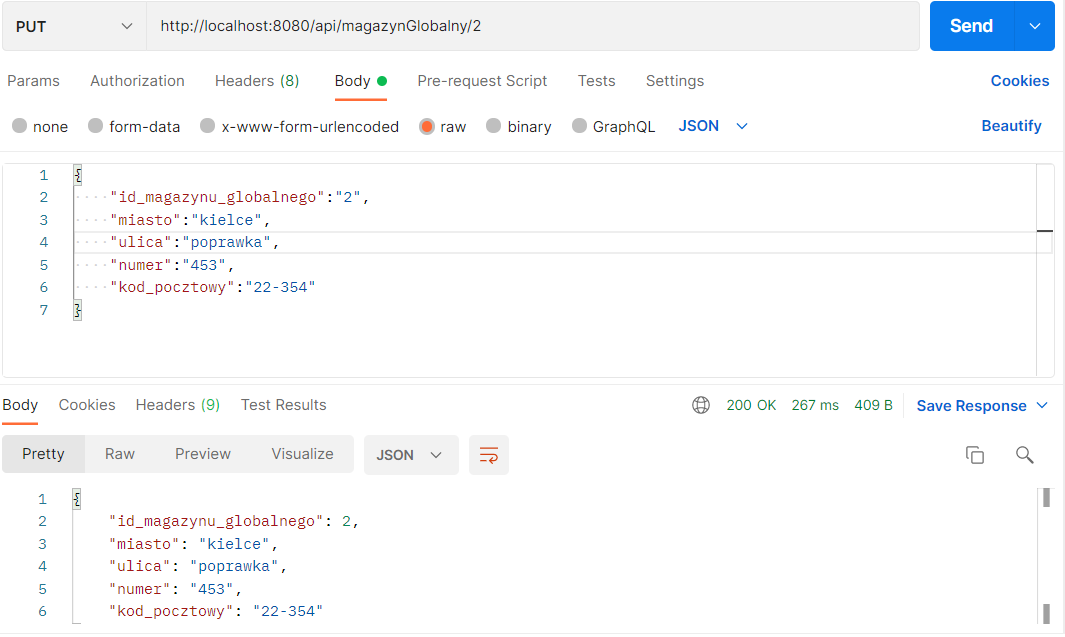 PUT http://localhost:8080/api/magazynGlobalny/2 Send
Params Authorization Headers (8) Body Pre-request Script Tests Settings Cookies
none form-data x-www-form-urlencoded raw binary GraphQL JSON Beautify
1 {
2 "id_magazynu_globalnego":"2",
3 "miasto":"kielce",
4 "ulica":"poprawka",
5 "numer":"453",
6 "kod_pocztowy":"22-354"
7 }
Body Cookies Headers (9) Test Results 200 OK 267 ms 409 B Save Response
Pretty Raw Preview Visualize JSON
1 {
2 "id_magazynu_globalnego": 2,
3 "miasto": "kielce",
4 "ulica": "poprawka",
5 "numer": "453",
6 "kod_pocztowy": "22-354"